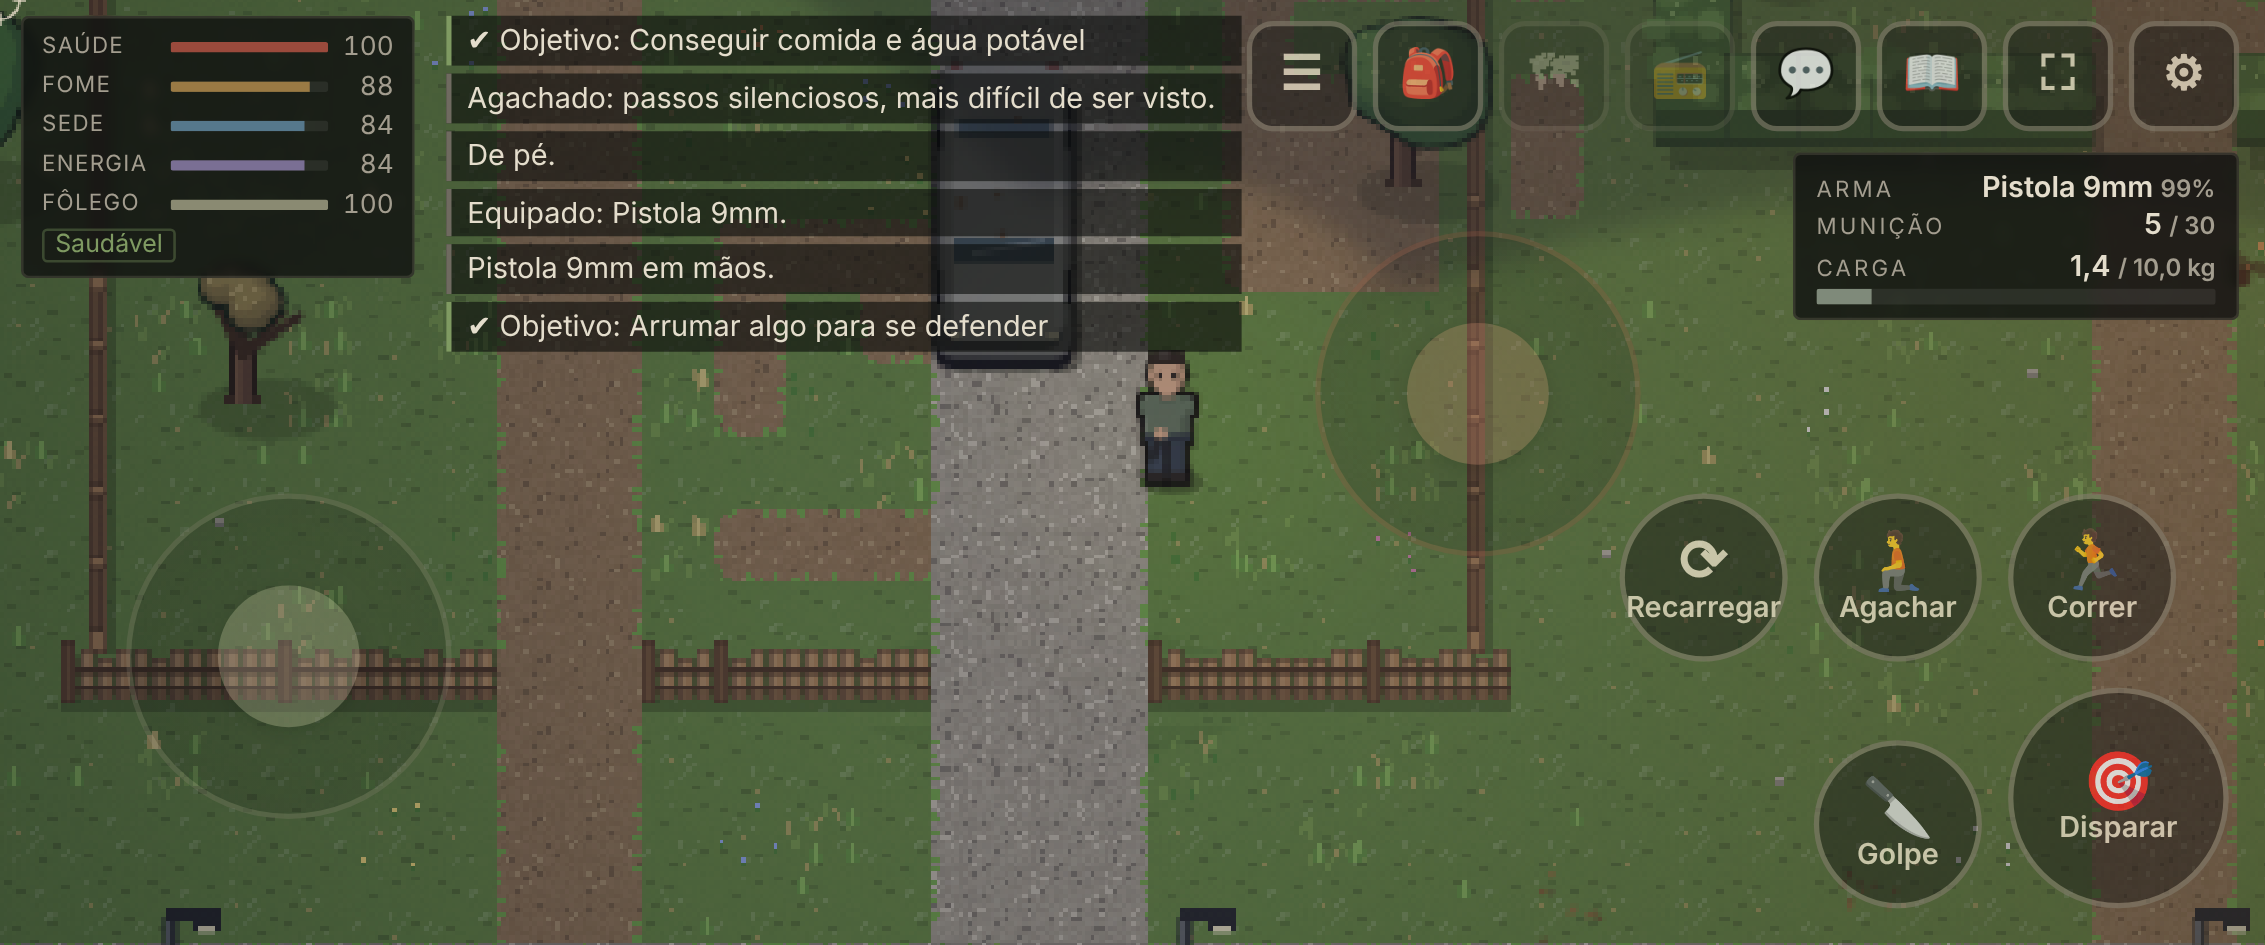 SAÚDE 100
FOME 88
SEDE 84
ENERGIA 84
FÔLEGO 100
Saudável
✔ Objetivo: Conseguir comida e água potável
Agachado: passos silenciosos, mais difícil de ser visto.
De pé.
Equipado: Pistola 9mm.
Pistola 9mm em mãos.
✔ Objetivo: Arrumar algo para se defender
ARMA Pistola 9mm 99%
MUNIÇÃO 5 / 30
CARGA 1,4 / 10,0 kg
Recarregar
Agachar
Correr
Golpe
Disparar